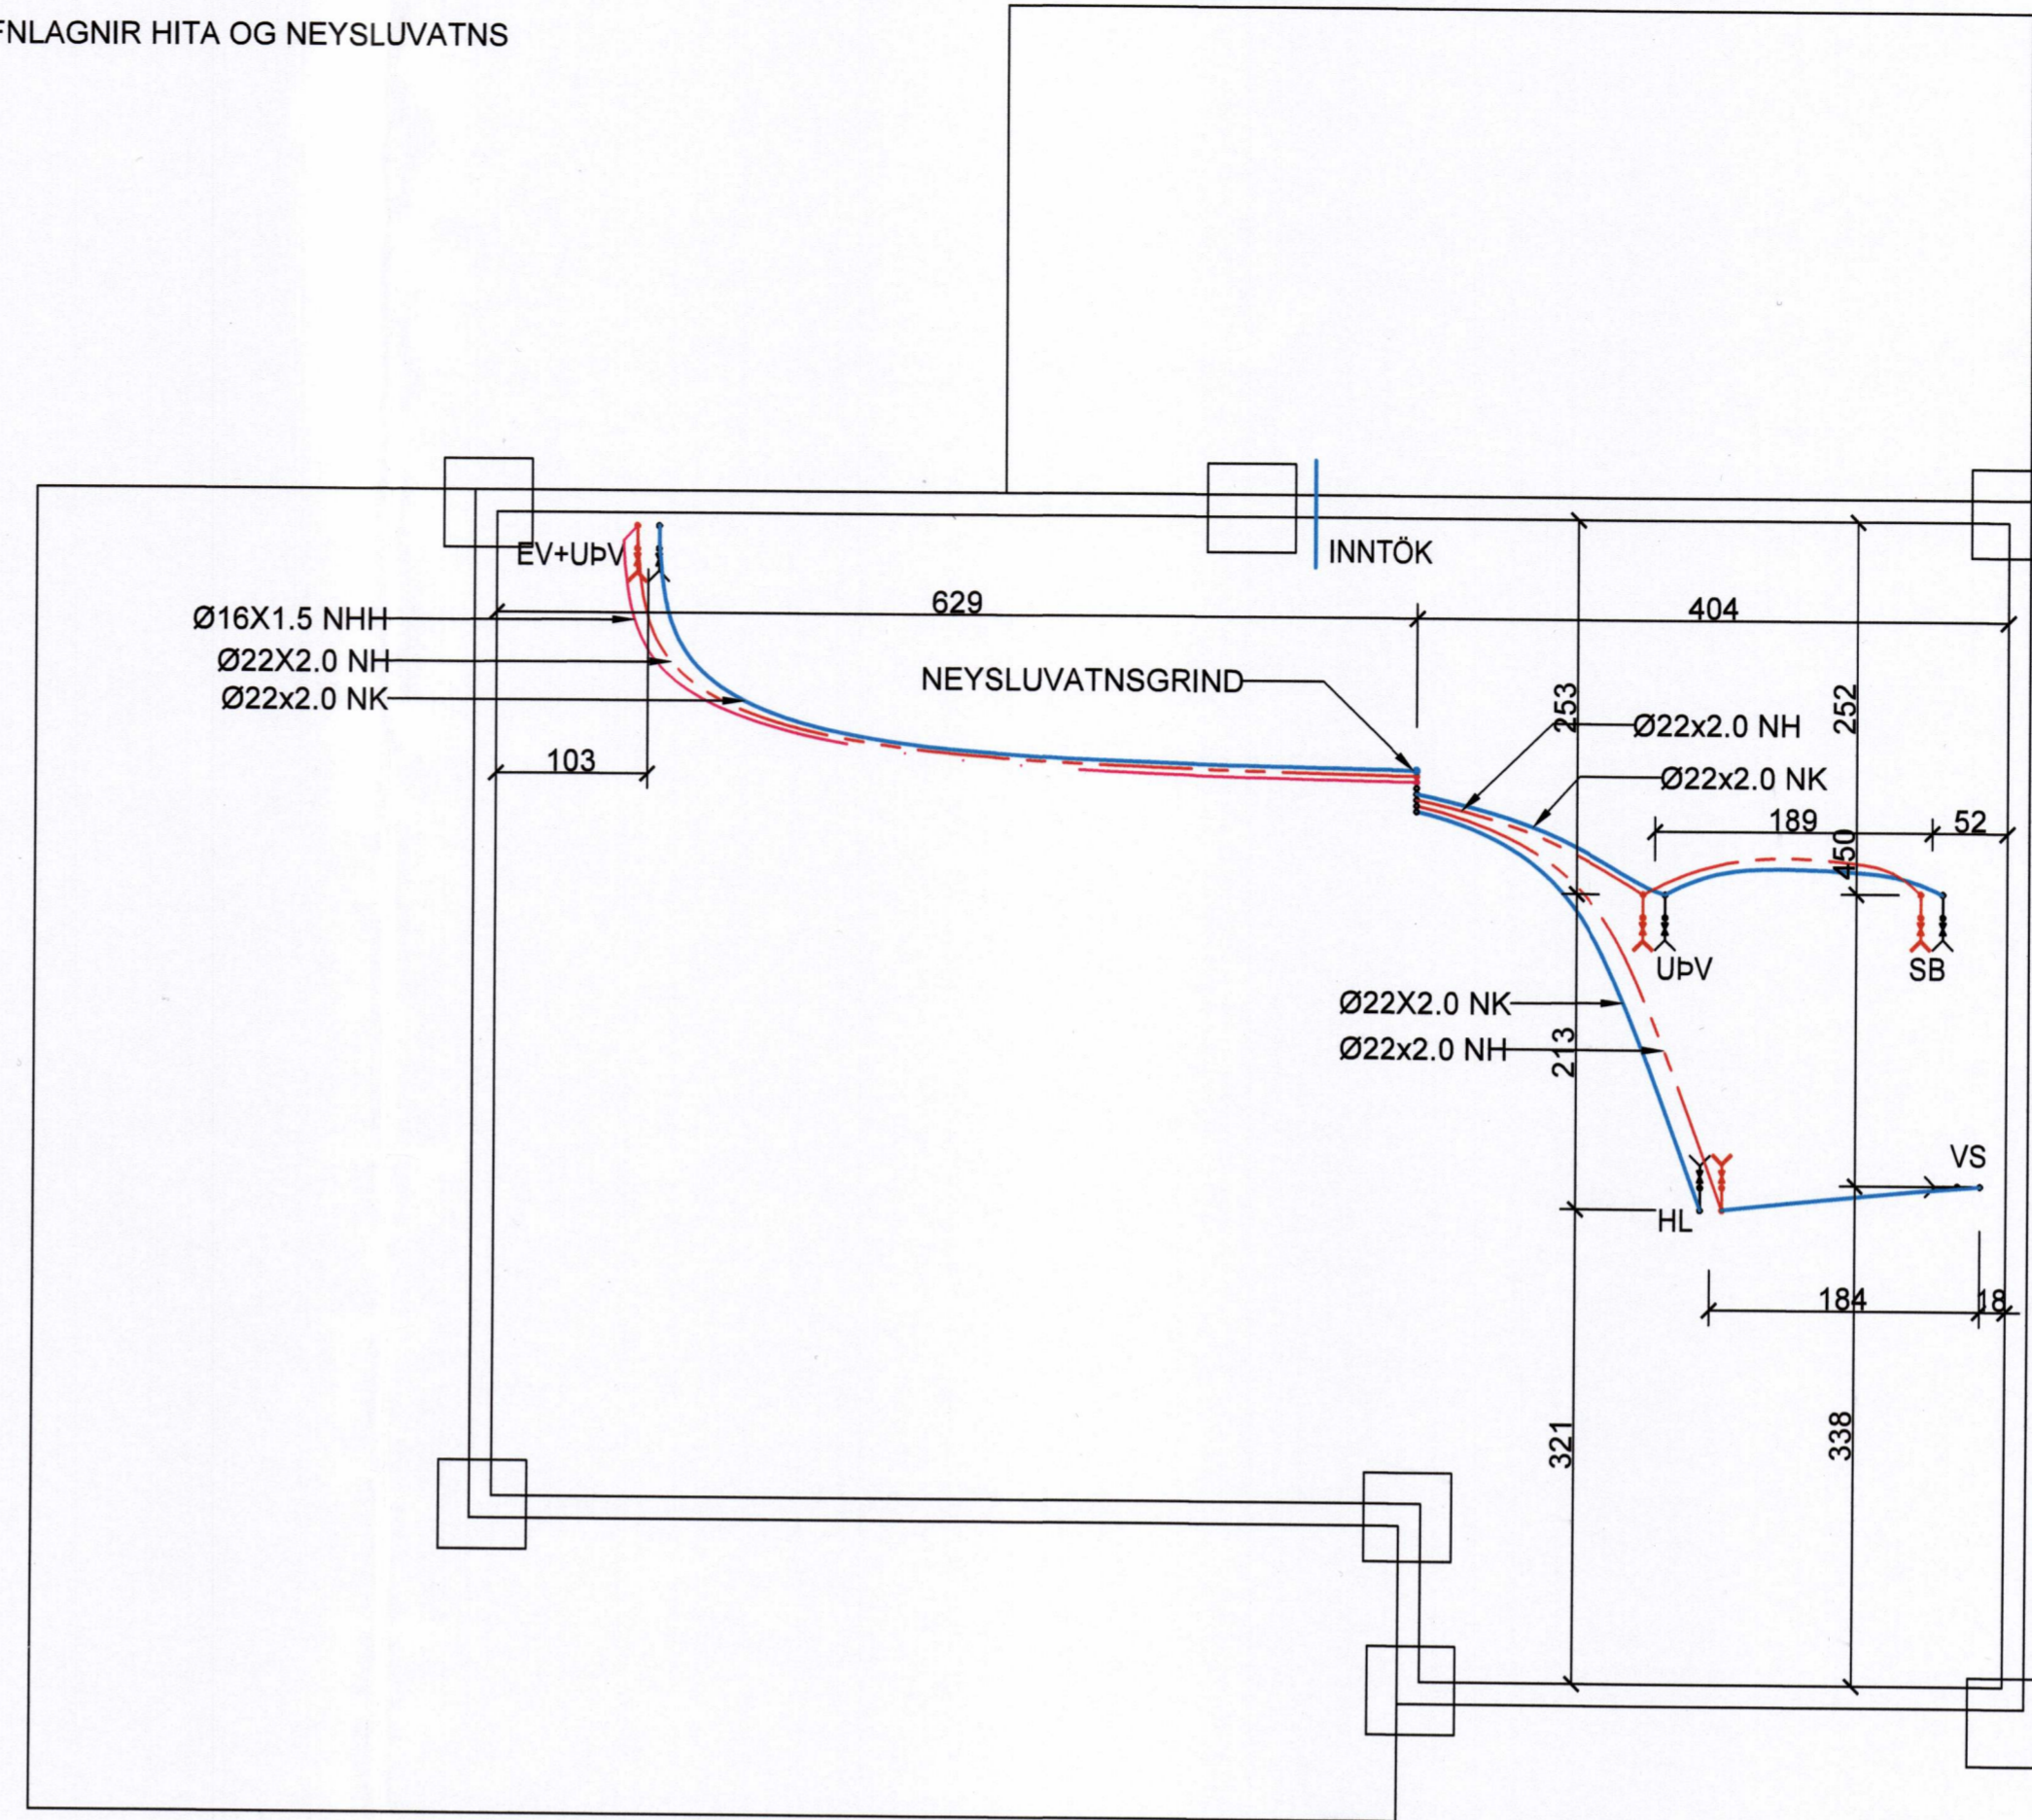 FNLAGNIR HITA OG NEYSLUVATNS
EV+UÞV
INNTÖK
629
404
Ø16X1.5 NHH
Ø22X2.0 NH
Ø22x2.0 NK
NEYSLUVATNSGRIND
253
252
Ø22x2.0 NH
Ø22x2.0 NK
103
189
52
450
UÞV
SB
Ø22X2.0 NK
Ø22x2.0 NH
213
VS
HL
184
18
321
338